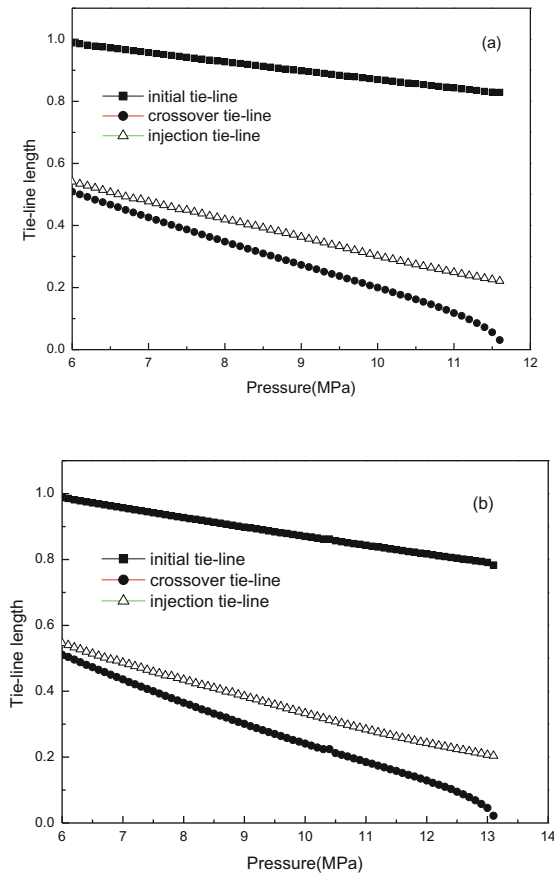 (a)
1.0
0.8
0.6
0.4
0.2
0.0
Tie-line length
initial tie-line
crossover tie-line
injection tie-line
6 7 8 9 10 11 12
Pressure(MPa)
(b)
1.0
0.8
0.6
0.4
0.2
0.0
Tie-line length
initial tie-line
crossover tie-line
injection tie-line
6 7 8 9 10 11 12 13 14
Pressure(MPa)